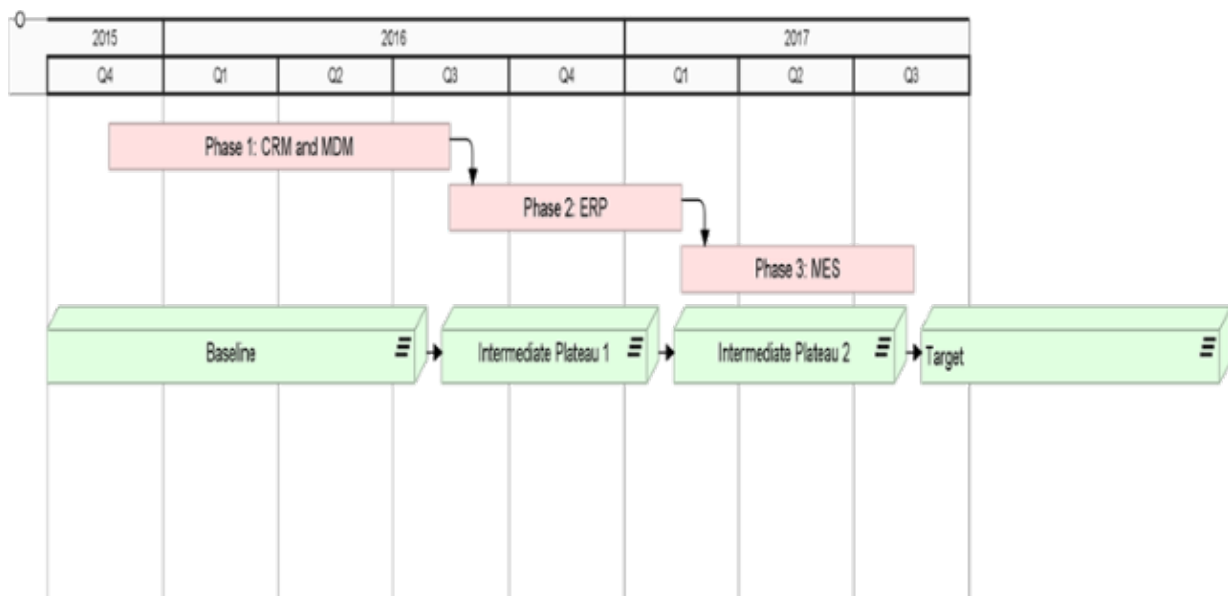 2015 2016 2017
Q4 Q1 Q2 Q3 Q4 Q1 Q2 Q3
Phase 1: CRM and MDM
Phase 2: ERP
Phase 3: MES
Baseline Intermediate Plateau 1 Intermediate Plateau 2 Target